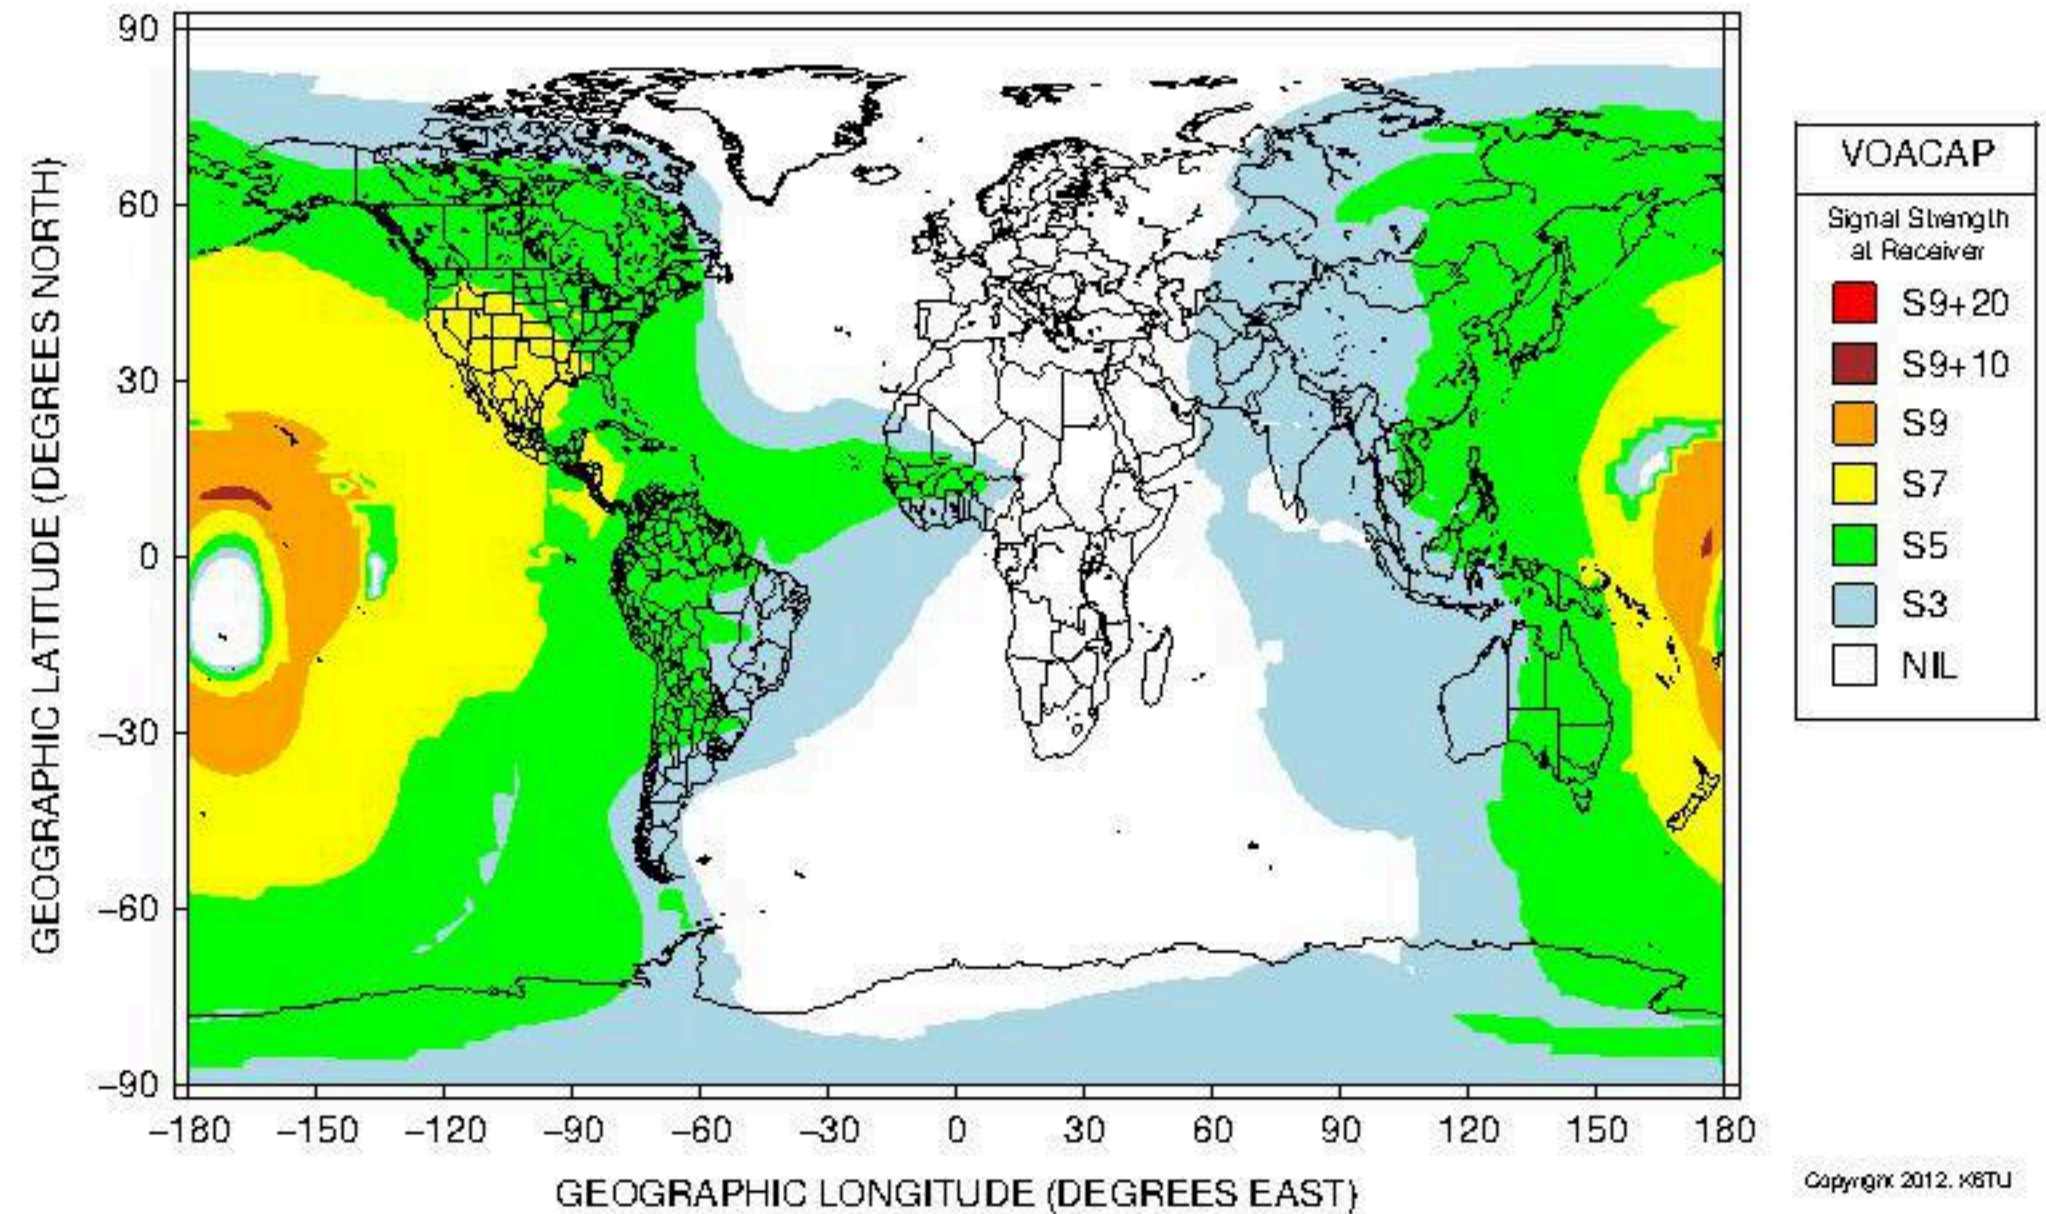 90
60
30
0
−30
−60
−90
GEOGRAPHIC LATITUDE (DEGREES NORTH)
−180 −150 −120 −90 −60 −30 0 30 60 90 120 150 180
GEOGRAPHIC LONGITUDE (DEGREES EAST)
VOACAP
Signal Strength
at Receiver
S9+20
S9+10
S9
S7
S5
S3
NIL
Copyright 2012, K6TU